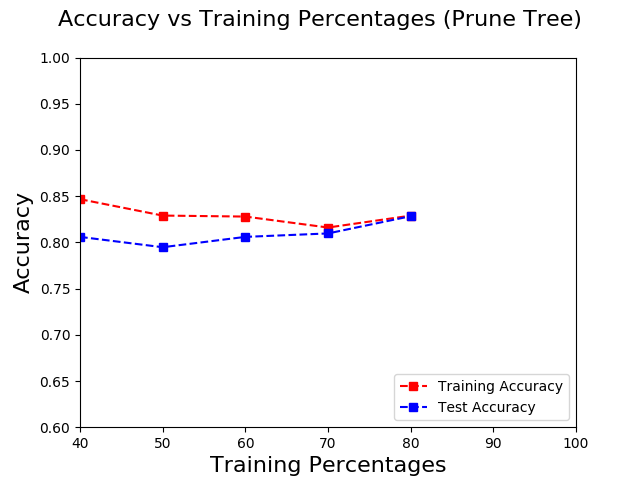 Accuracy vs Training Percentages (Prune Tree)
1.00
0.95
0.90
0.85
0.80
0.75
0.70
0.65
0.60
Accuracy
40 50 60 70 80 90 100
Training Percentages
Training Accuracy
Test Accuracy